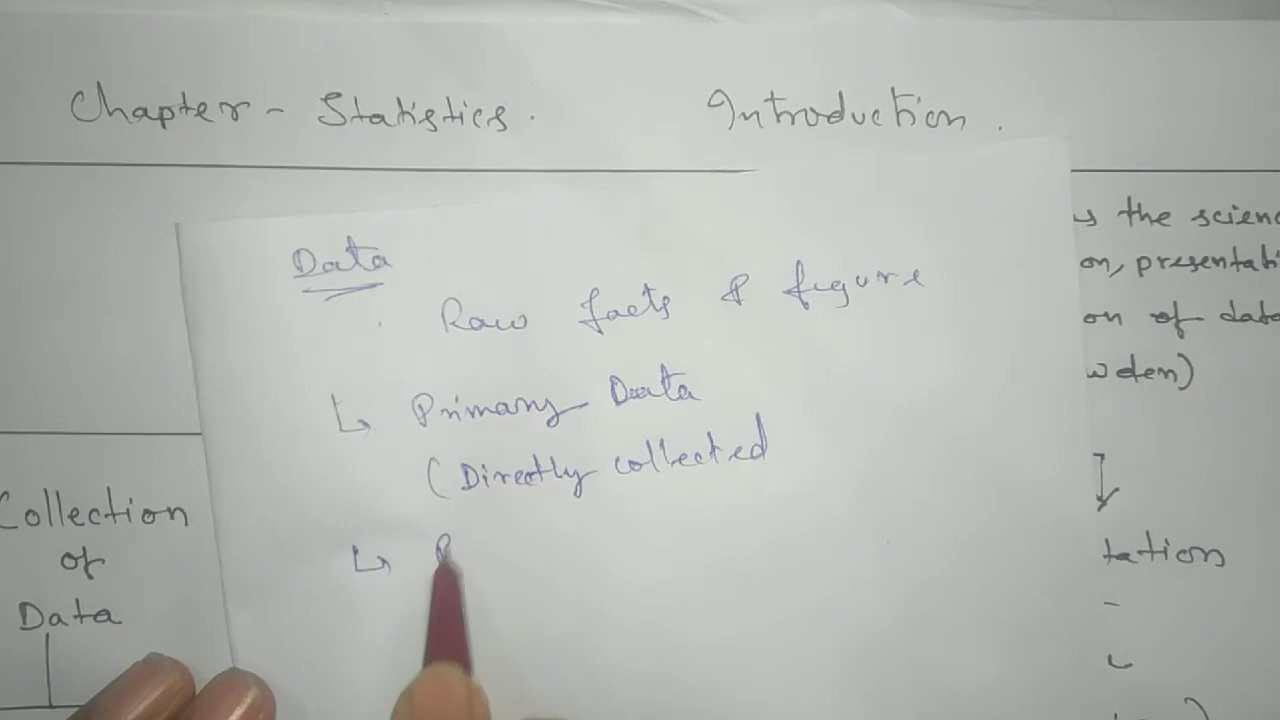 Chapter - Statistics. Introduction.
Data
Raw facts & figure
↳ Primary Data
(Directly collected
↳ P
Collection
of
Data
the scienc
on, presentati
on of data
wden)
tation